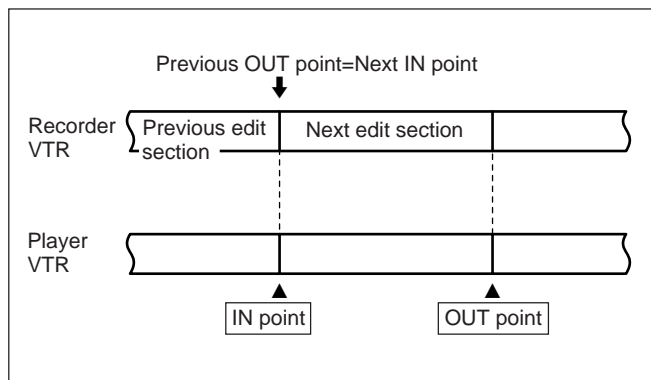 Previous OUT point=Next IN point
Recorder
VTR
Previous edit
section
Next edit section
Player
VTR
IN point
OUT point